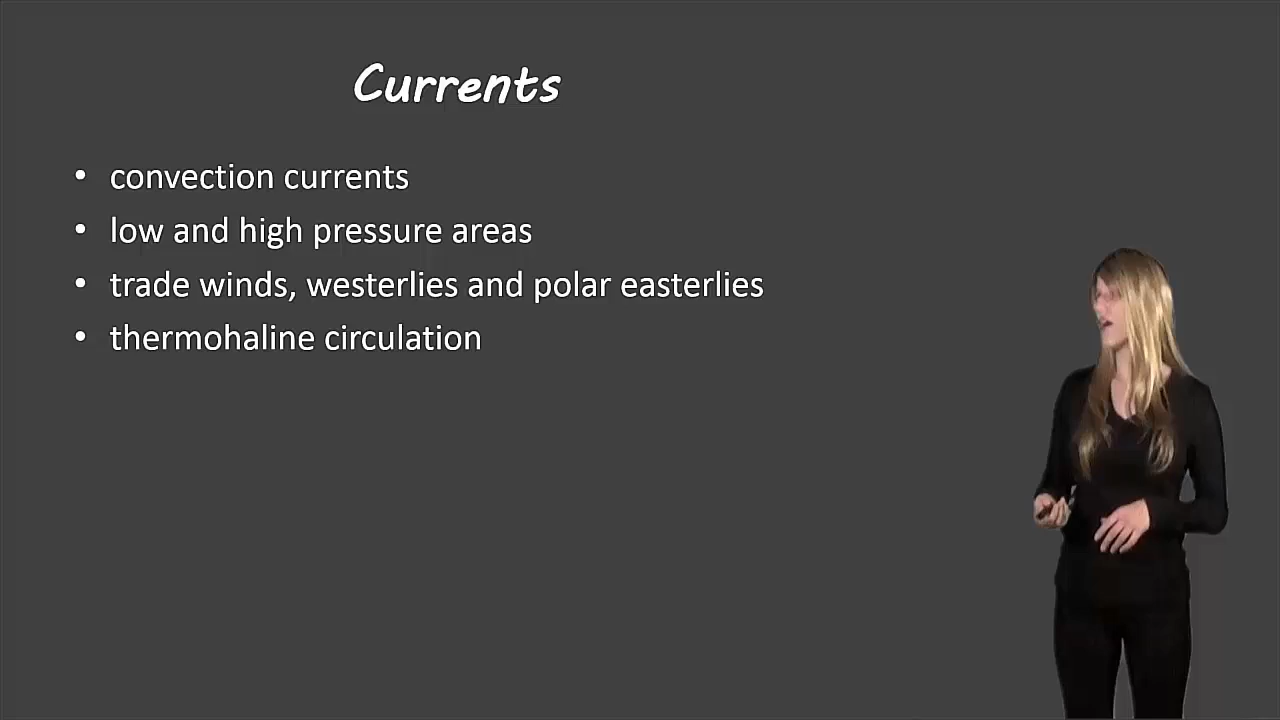 Currents
• convection currents
• low and high pressure areas
• trade winds, westerlies and polar easterlies
• thermohaline circulation